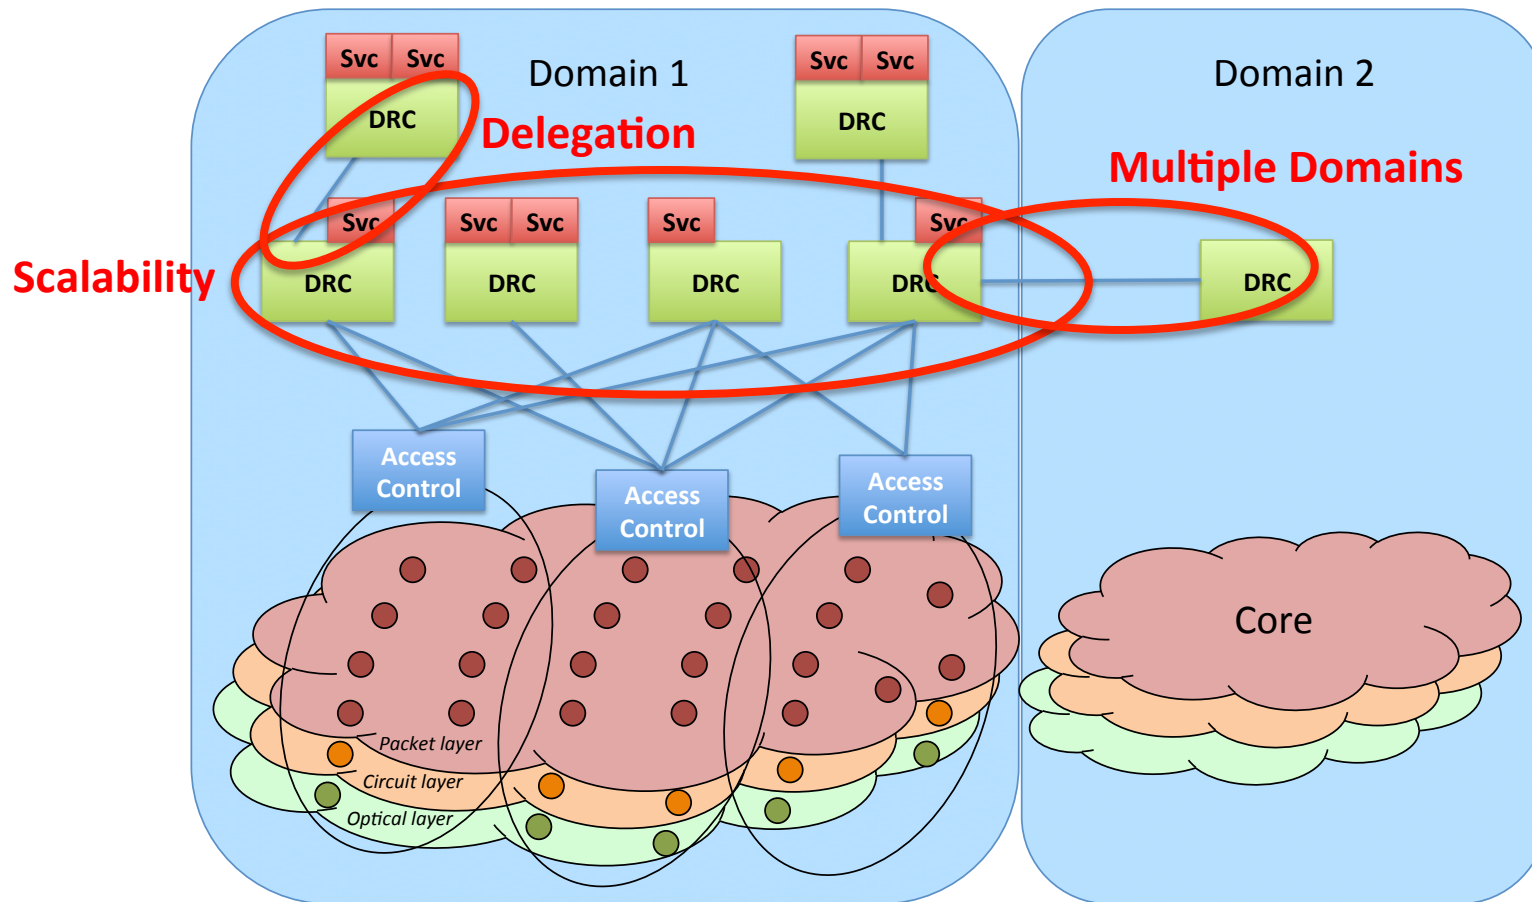 Svc Svc
Domain 1
Svc Svc
Domain 2
DRC
Delegation
DRC
Multiple Domains
Svc
Svc Svc
Svc
Svc
Scalability
DRC
DRC
DRC
DRC
DRC
Access
Control
Access
Control
Access
Control
Core
Packet layer
Circuit layer
Optical layer